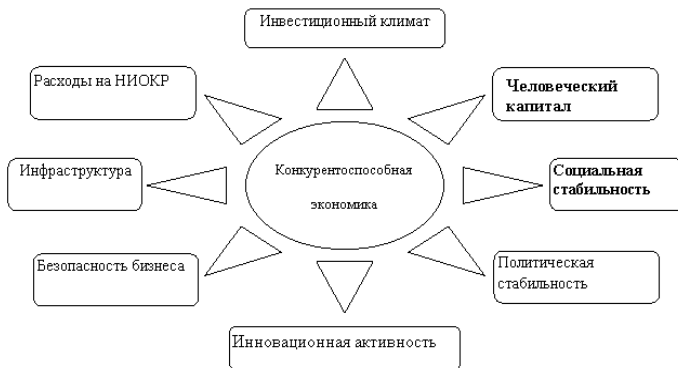 Инвестиционный климат
Расходы на НИОКР
Человеческий
капитал
Конкурентоспособная
экономика
Инфраструктура
Социальная
стабильность
Безопасность бизнеса
Политическая
стабильность
Инновационная активность